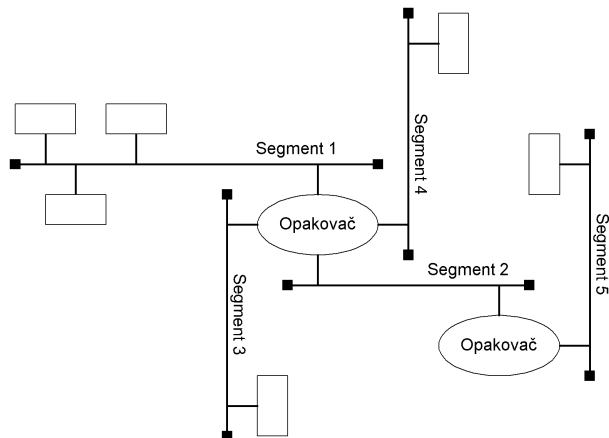 Segment 1
Segment 4
Opakovač
Segment 3
Segment 2
Segment 5
Opakovač